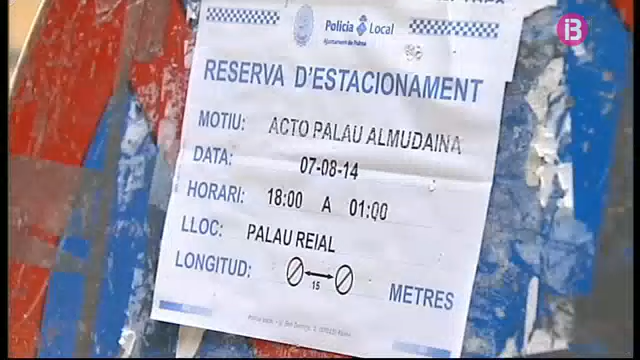 Policia Local
Ajuntament de Palma
IB
RESERVA D'ESTACIONAMENT
MOTIU: ACTO PALAU ALMUDAINA
DATA: 07-08-14
HORARI: 18:00 A 01:00
LLOC: PALAU REIAL
LONGITUD: 15 METRES